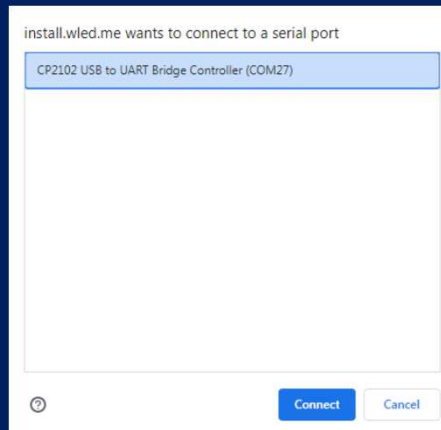 install.wled.me wants to connect to a serial port
CP2102 USB to UART Bridge Controller (COM27)
Connect
Cancel